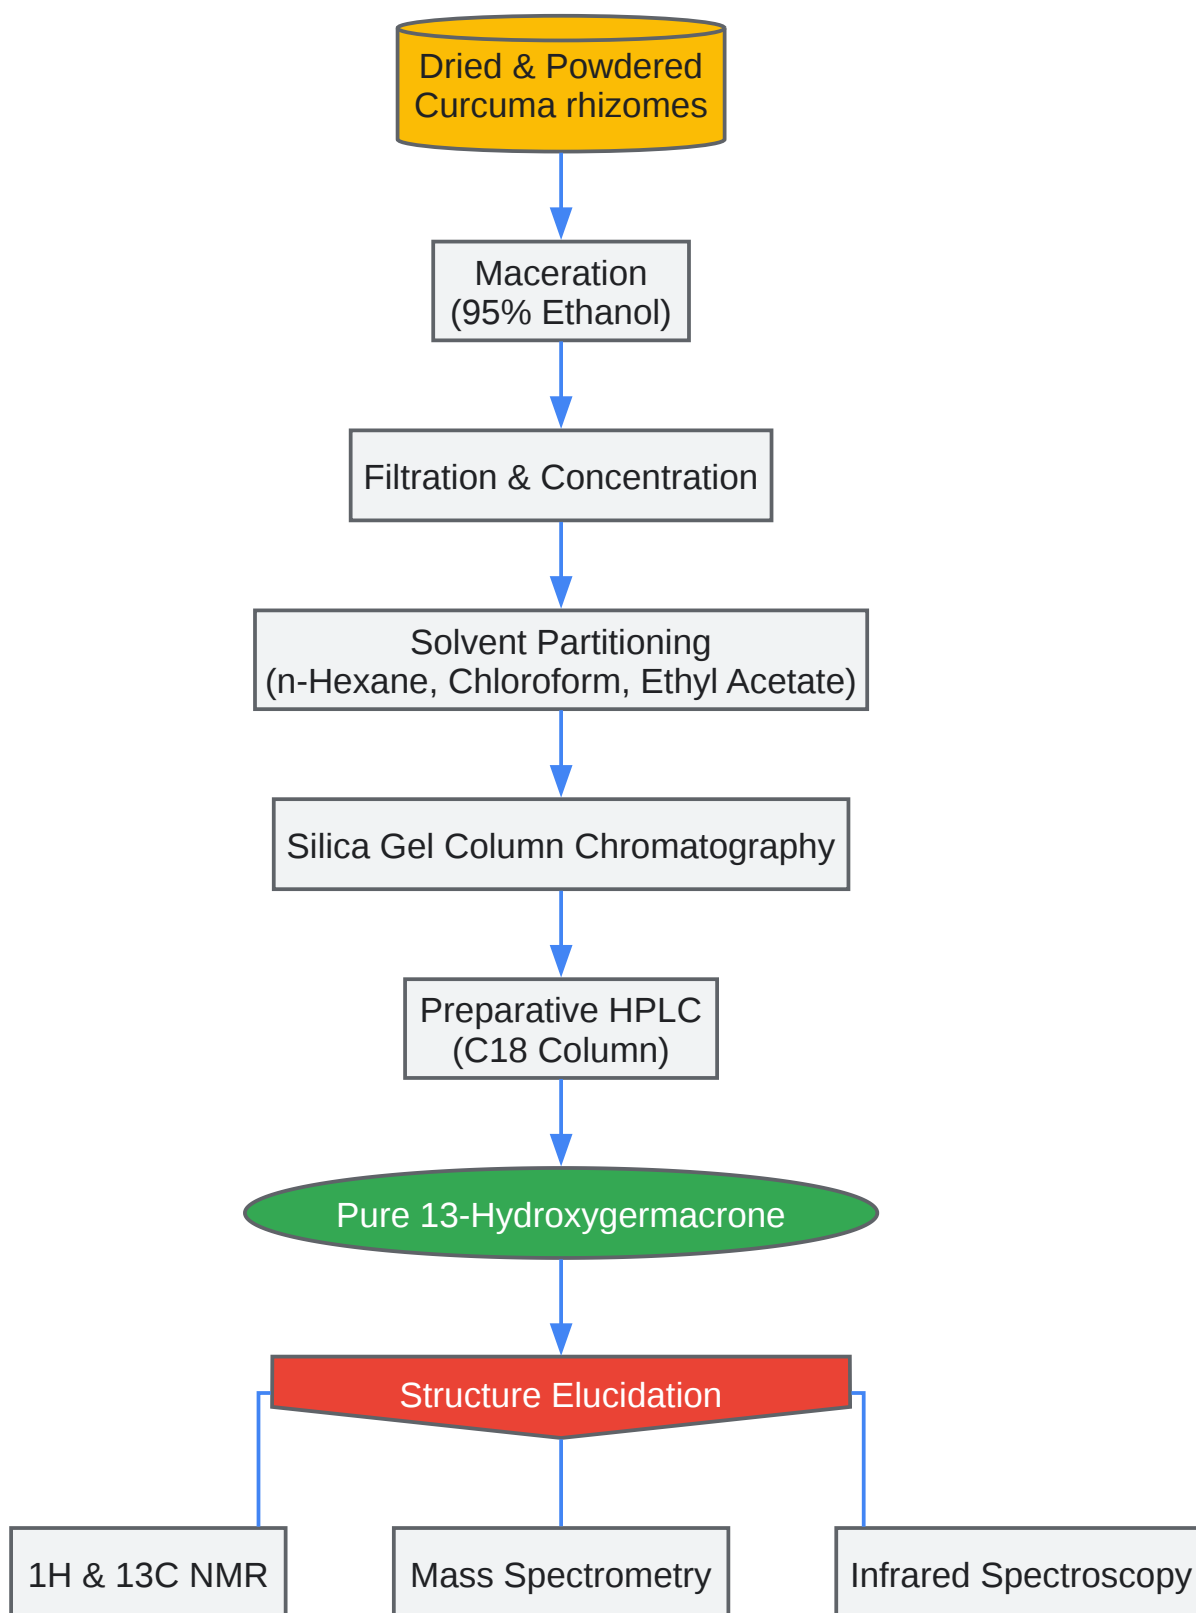 Dried & Powdered
Curcuma rhizomes
Maceration
(95% Ethanol)
Filtration & Concentration
Solvent Partitioning
(n-Hexane, Chloroform, Ethyl Acetate)
Silica Gel Column Chromatography
Preparative HPLC
(C18 Column)
Pure 13-Hydroxygermacrone
Structure Elucidation
1H & 13C NMR
Mass Spectrometry
Infrared Spectroscopy